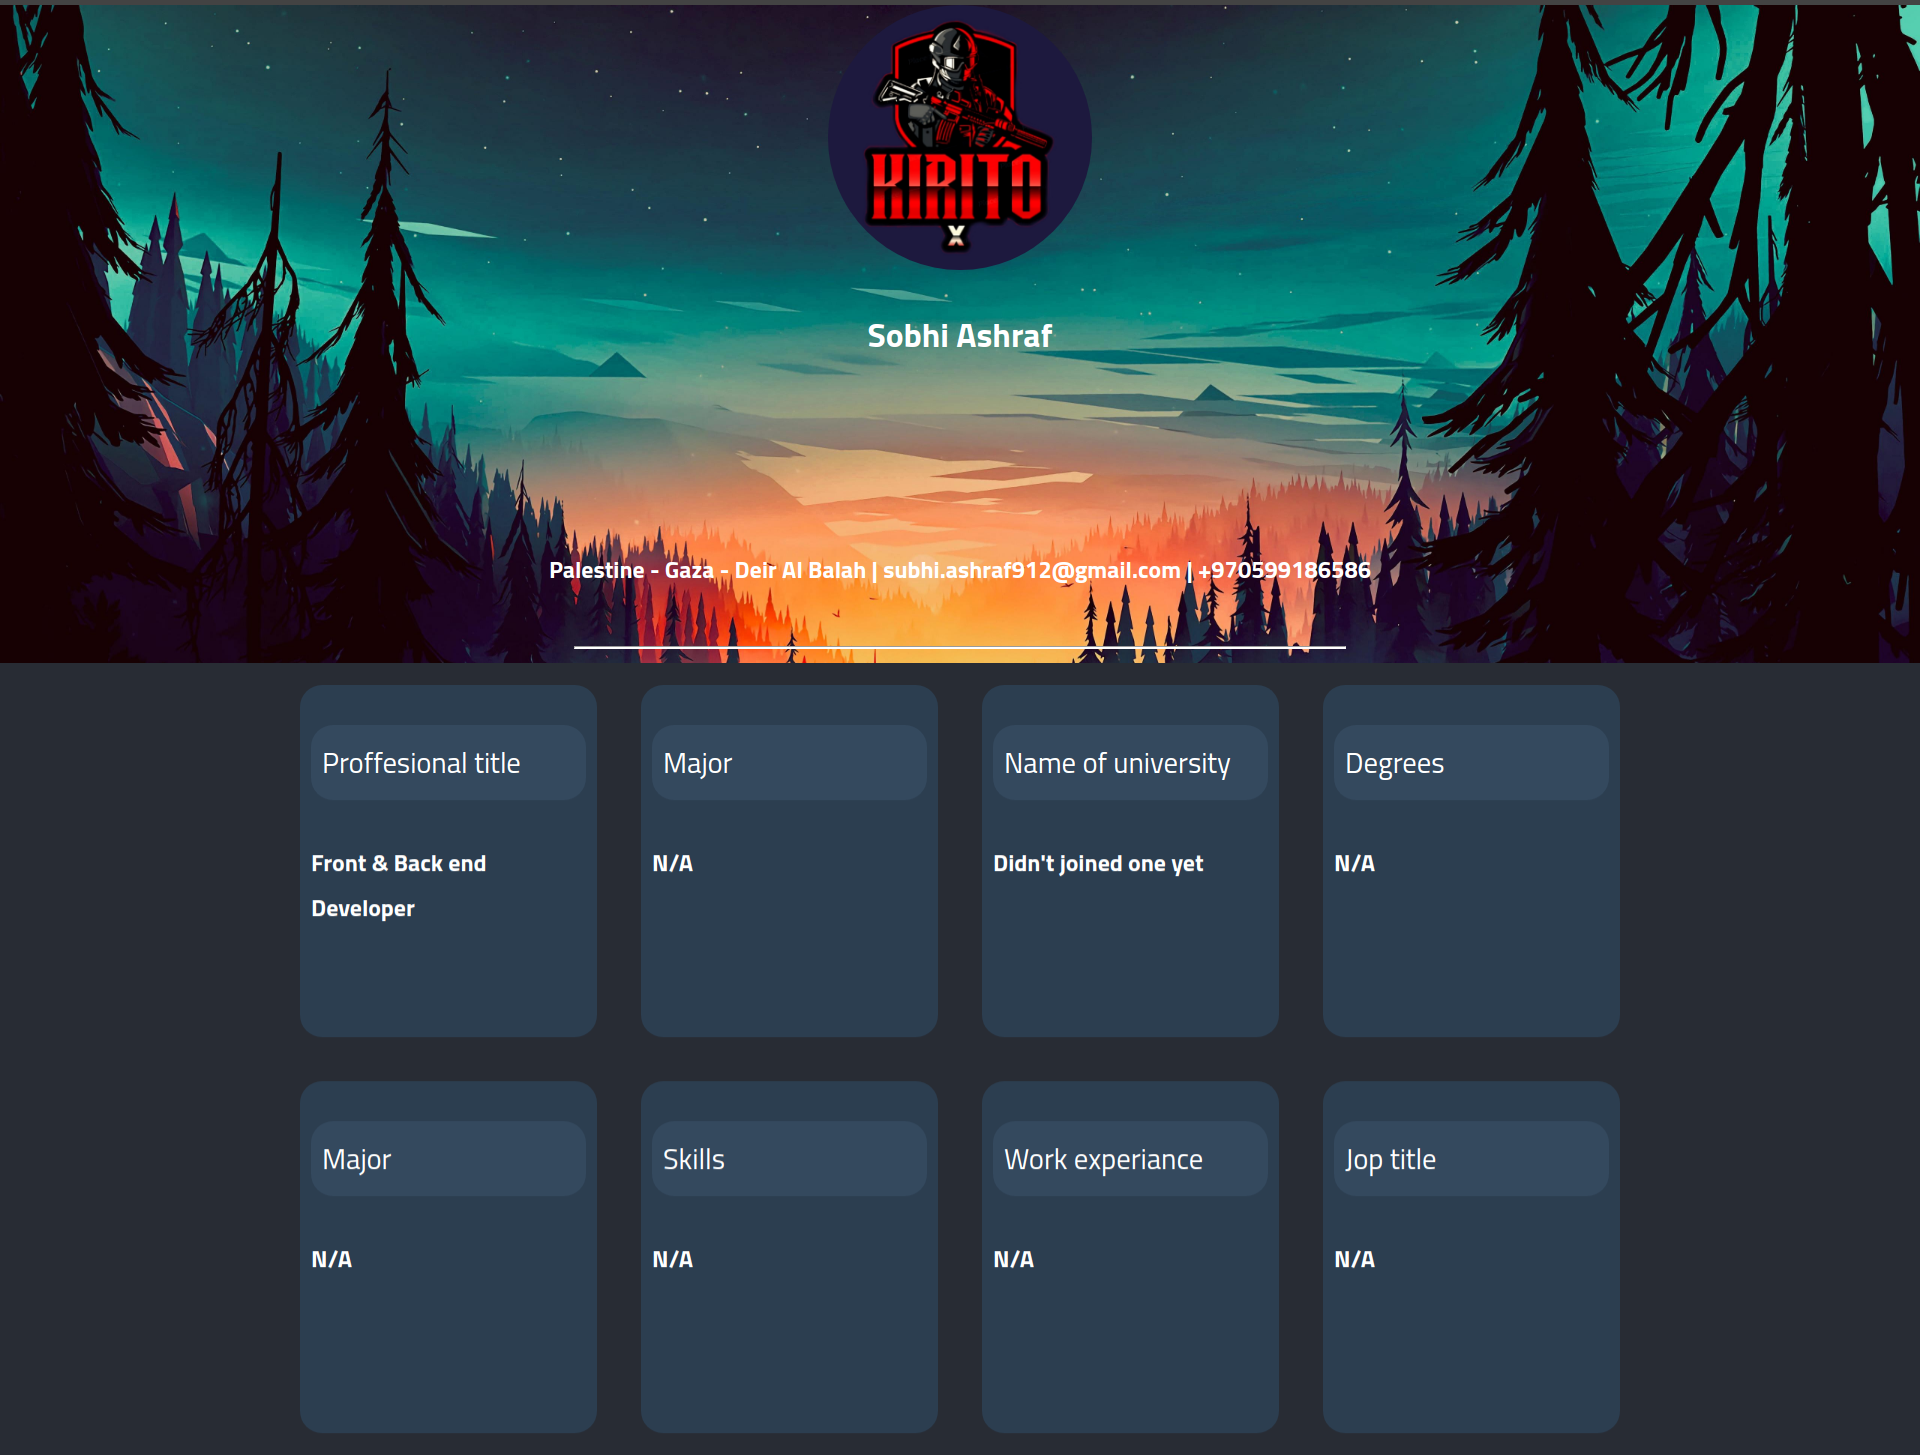 KIRITO
X
Sobhi Ashraf
Palestine - Gaza - Deir Al Balah | subhi.ashraf912@gmail.com | +970599186586
Proffesional title
Front & Back end
Developer
Major
N/A
Name of university
Didn't joined one yet
Degrees
N/A
Major
N/A
Skills
N/A
Work experiance
N/A
Jop title
N/A